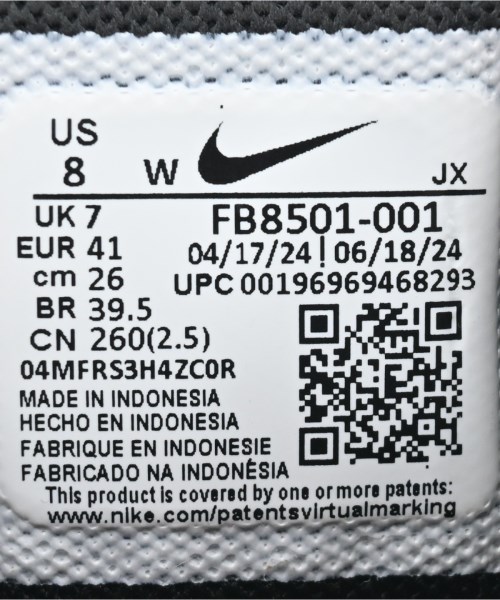 US
8 W JX
UK 7 FB8501-001
EUR 41 04/17/24 | 06/18/24
cm 26 UPC 00196969468293
BR 39.5
CN 260(2.5)
04MFRS3H4ZC0R
MADE IN INDONESIA
HECHO EN INDONESIA
FABRIQUE EN INDONESIE
FABRICADO NA INDONÉSIA
This product is covered by one or more patents:
www.nike.com/patentsvirtualmarking